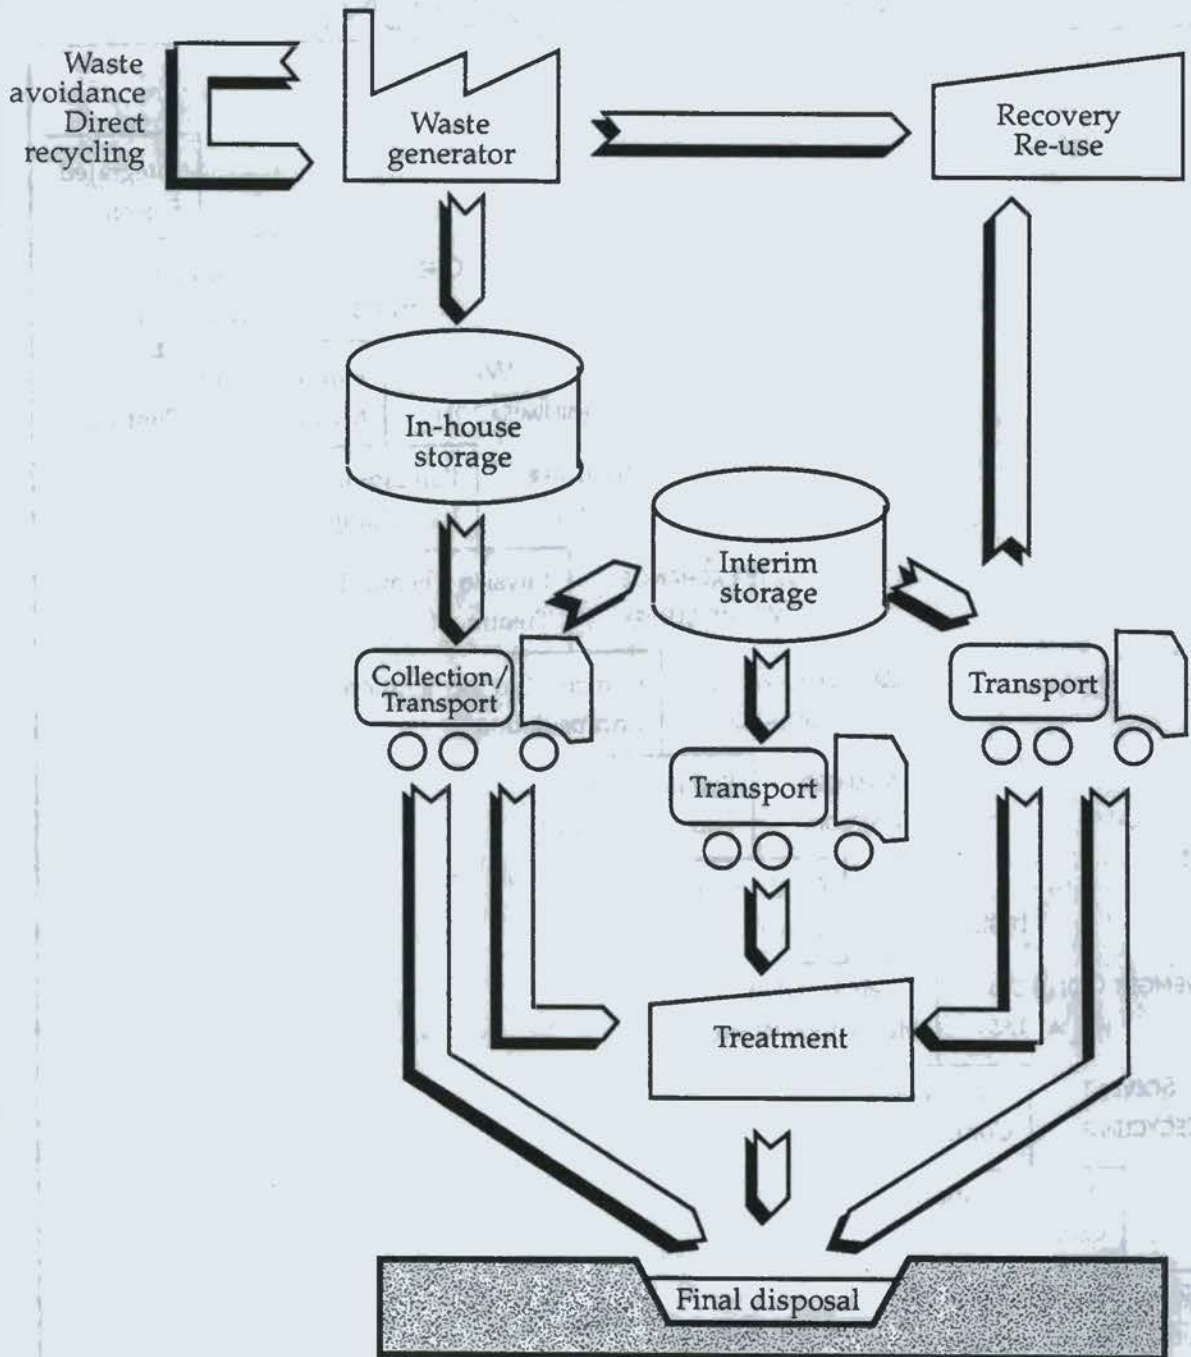 Waste
avoidance
Direct
recycling
Waste
generator
Recovery
Re-use
In-house
storage
Interim
storage
Collection/
Transport
Transport
Transport
Treatment
Final disposal